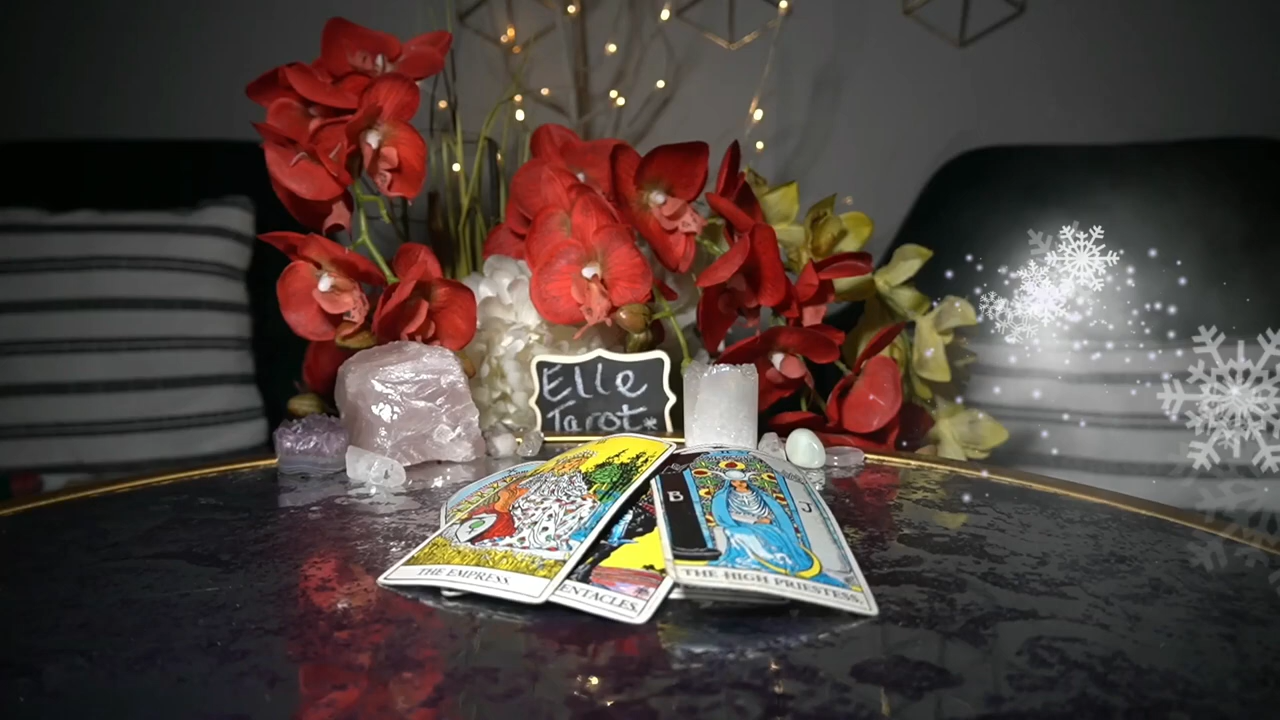 Elle
Tarot*
B
J
THE EMPRESS.
ENTACLES.
THE HIGH PRIESTESS.